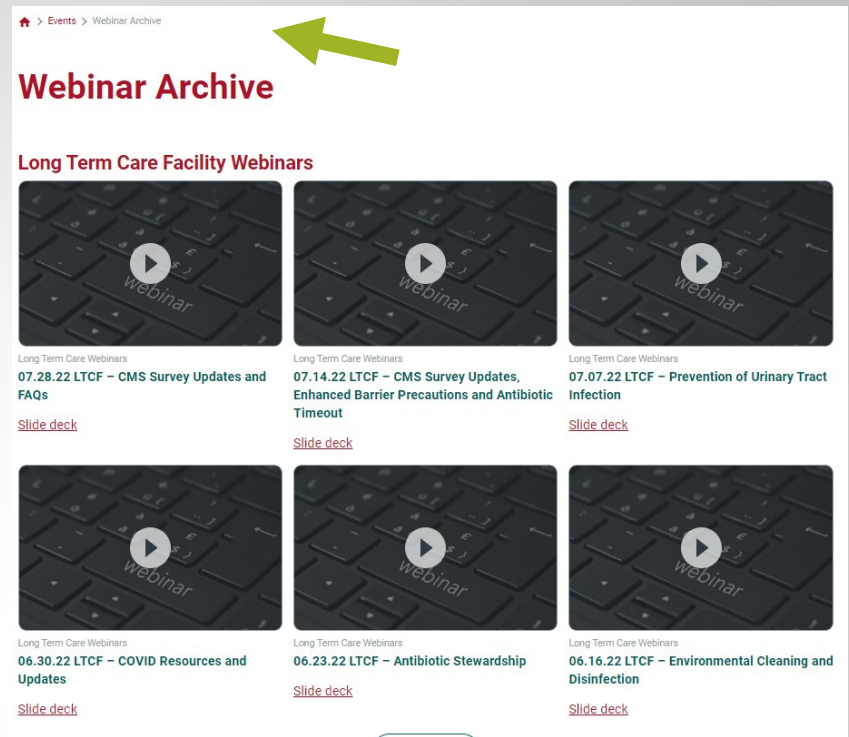 > Events > Webinar Archive
Webinar Archive
Long Term Care Facility Webinars
webinar
webinar
webinar
Long Term Care Webinars
07.28.22 LTCF – CMS Survey Updates and
FAQs
Slide deck
Long Term Care Webinars
07.14.22 LTCF – CMS Survey Updates,
Enhanced Barrier Precautions and Antibiotic
Timeout
Slide deck
Long Term Care Webinars
07.07.22 LTCF – Prevention of Urinary Tract
Infection
Slide deck
webinar
webinar
webinar
Long Term Care Webinars
06.30.22 LTCF – COVID Resources and
Updates
Slide deck
Long Term Care Webinars
06.23.22 LTCF – Antibiotic Stewardship
Slide deck
Long Term Care Webinars
06.16.22 LTCF – Environmental Cleaning and
Disinfection
Slide deck